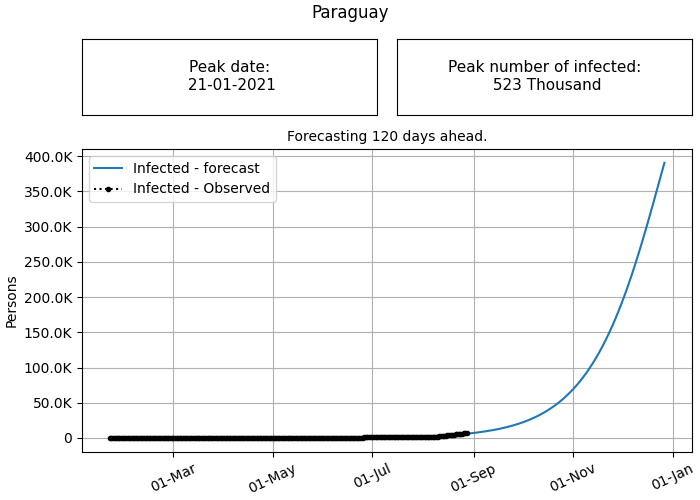 Paraguay
Peak date:
21-01-2021
Peak number of infected:
523 Thousand
Forecasting 120 days ahead.
Infected - forecast
Infected - Observed
Persons
400.0K
350.0K
300.0K
250.0K
200.0K
150.0K
100.0K
50.0K
0
01-Mar
01-May
01-Jul
01-Sep
01-Nov
01-Jan